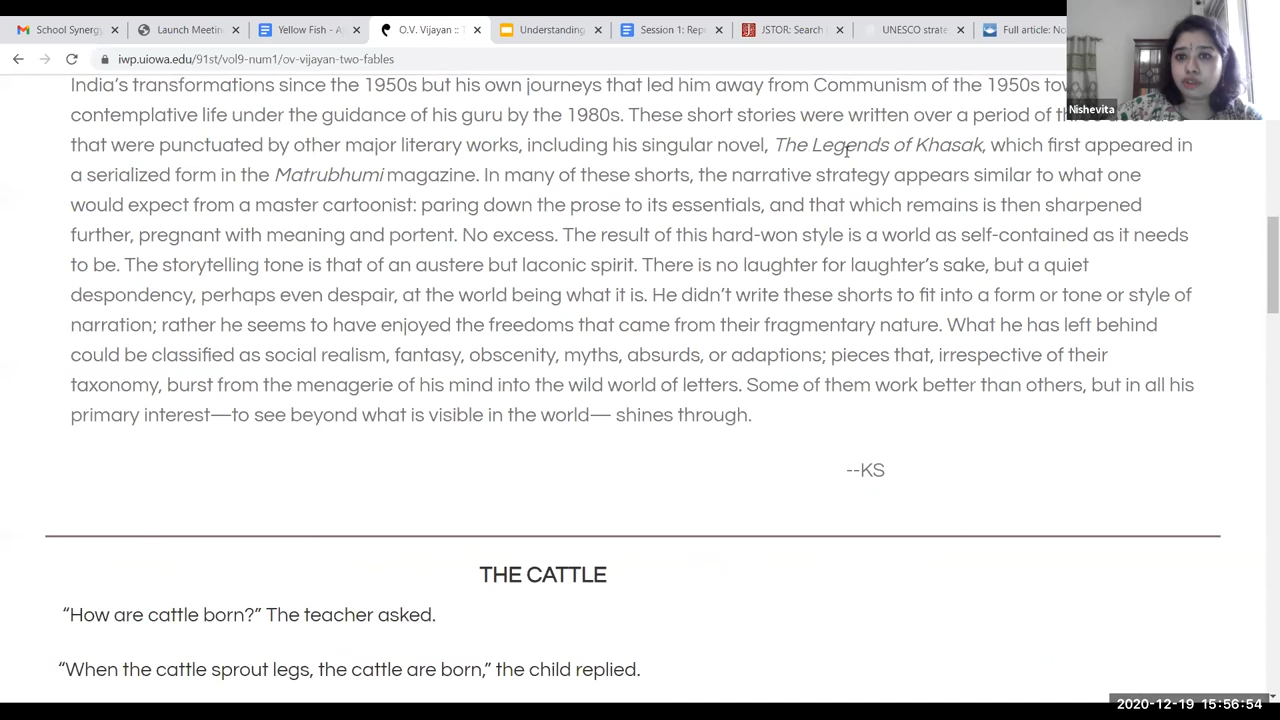 School Synergy
Launch Meetin
Yellow Fish - A
O.V. Vijayan :: T
Understanding
Session 1: Rep
JSTOR: Search
UNESCO strate
Full article: No
iwp.uiowa.edu/91st/vol9-num1/ov-vijayan-two-fables
Nishevita
India's transformations since the 1950s but his own journeys that led him away from Communism of the 1950s
contemplative life under the guidance of his guru by the 1980s. These short stories were written over a period of
that were punctuated by other major literary works, including his singular novel, The Legends of Khasak, which first appeared in
a serialized form in the Matrubhumi magazine. In many of these shorts, the narrative strategy appears similar to what one
would expect from a master cartoonist: paring down the prose to its essentials, and that which remains is then sharpened
further, pregnant with meaning and portent. No excess. The result of this hard-won style is a world as self-contained as it needs
to be. The storytelling tone is that of an austere but laconic spirit. There is no laughter for laughter's sake, but a quiet
despondency, perhaps even despair, at the world being what it is. He didn't write these shorts to fit into a form or tone or style of
narration; rather he seems to have enjoyed the freedoms that came from their fragmentary nature. What he has left behind
could be classified as social realism, fantasy, obscenity, myths, absurds, or adaptions; pieces that, irrespective of their
taxonomy, burst from the menagerie of his mind into the wild world of letters. Some of them work better than others, but in all his
primary interest—to see beyond what is visible in the world— shines through.
--KS
THE CATTLE
“How are cattle born?” The teacher asked.
“When the cattle sprout legs, the cattle are born,” the child replied.
2020-12-19 15:56:54